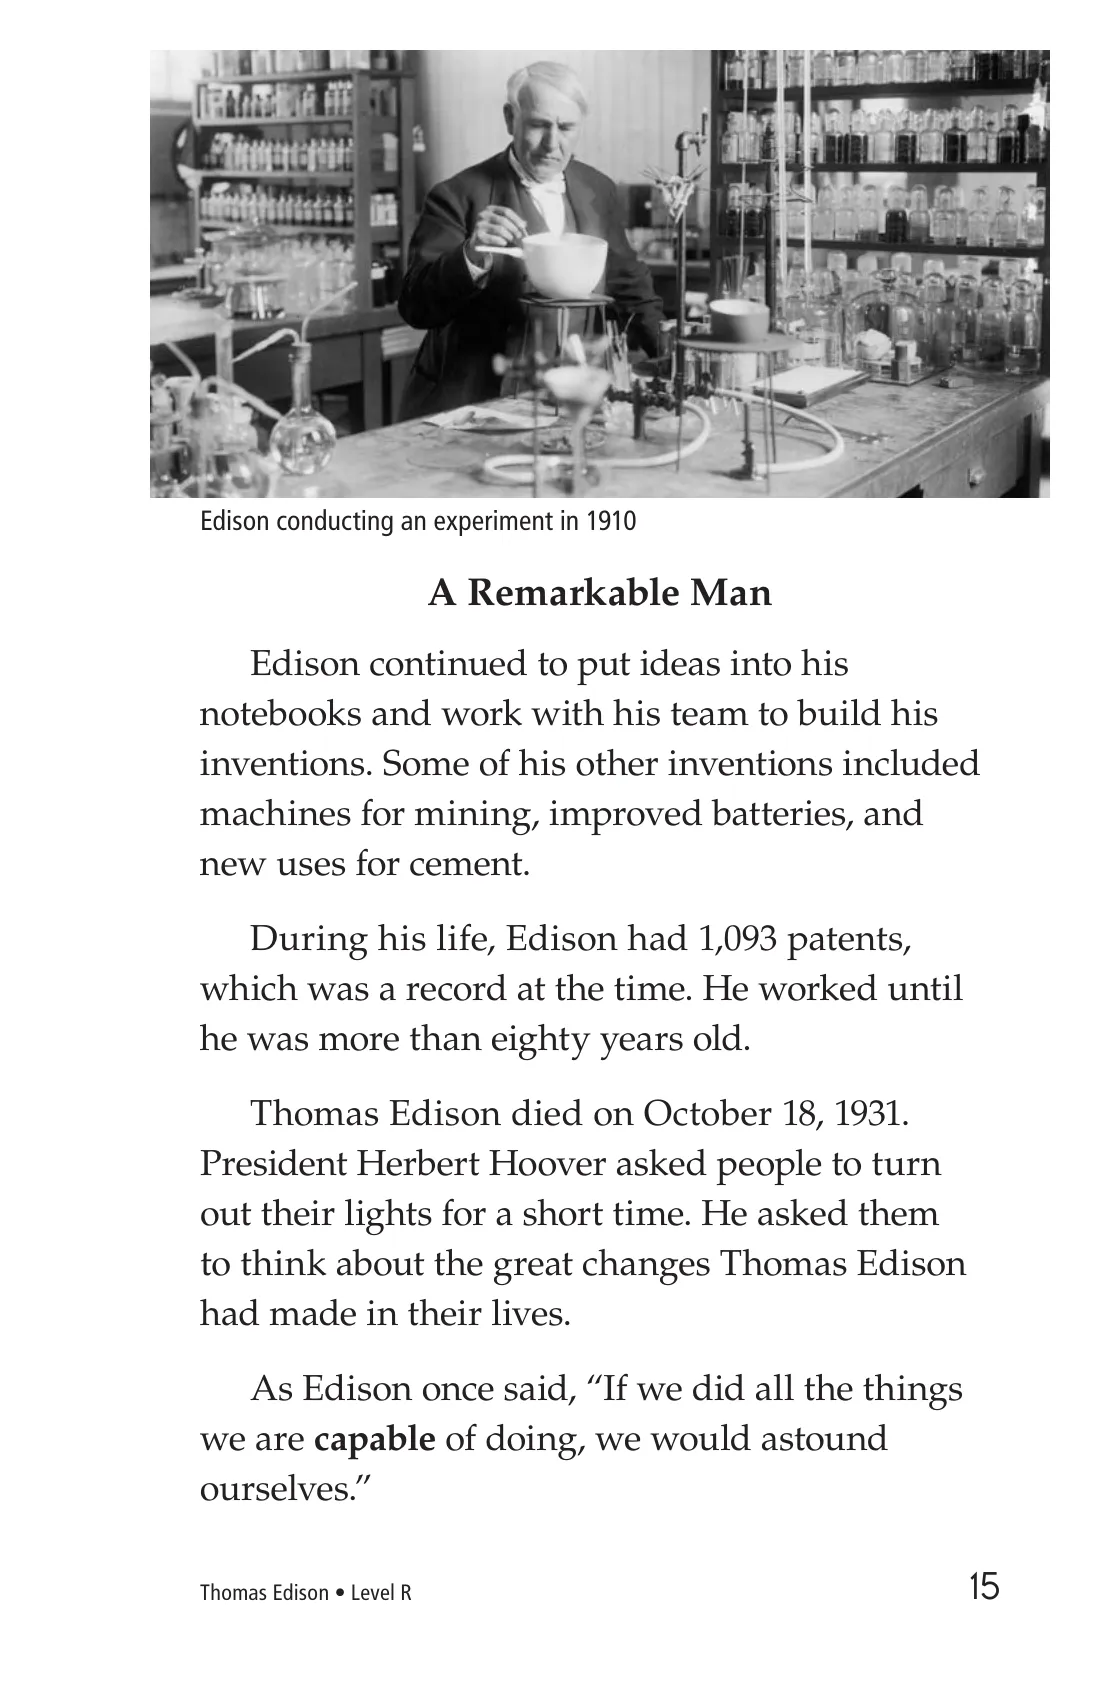 Edison conducting an experiment in 1910
A Remarkable Man
Edison continued to put ideas into his
notebooks and work with his team to build his
inventions. Some of his other inventions included
machines for mining, improved batteries, and
new uses for cement.
During his life, Edison had 1,093 patents,
which was a record at the time. He worked until
he was more than eighty years old.
Thomas Edison died on October 18, 1931.
President Herbert Hoover asked people to turn
out their lights for a short time. He asked them
to think about the great changes Thomas Edison
had made in their lives.
As Edison once said, “If we did all the things
we are capable of doing, we would astound
ourselves.”
Thomas Edison • Level R
15